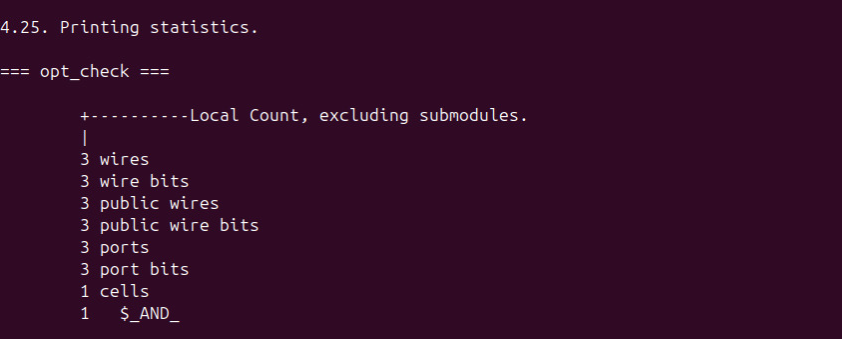 4.25. Printing statistics.
=== opt_check ===
+----------Local Count, excluding submodules.
|
3 wires
3 wire bits
3 public wires
3 public wire bits
3 ports
3 port bits
1 cells
1   $_AND_